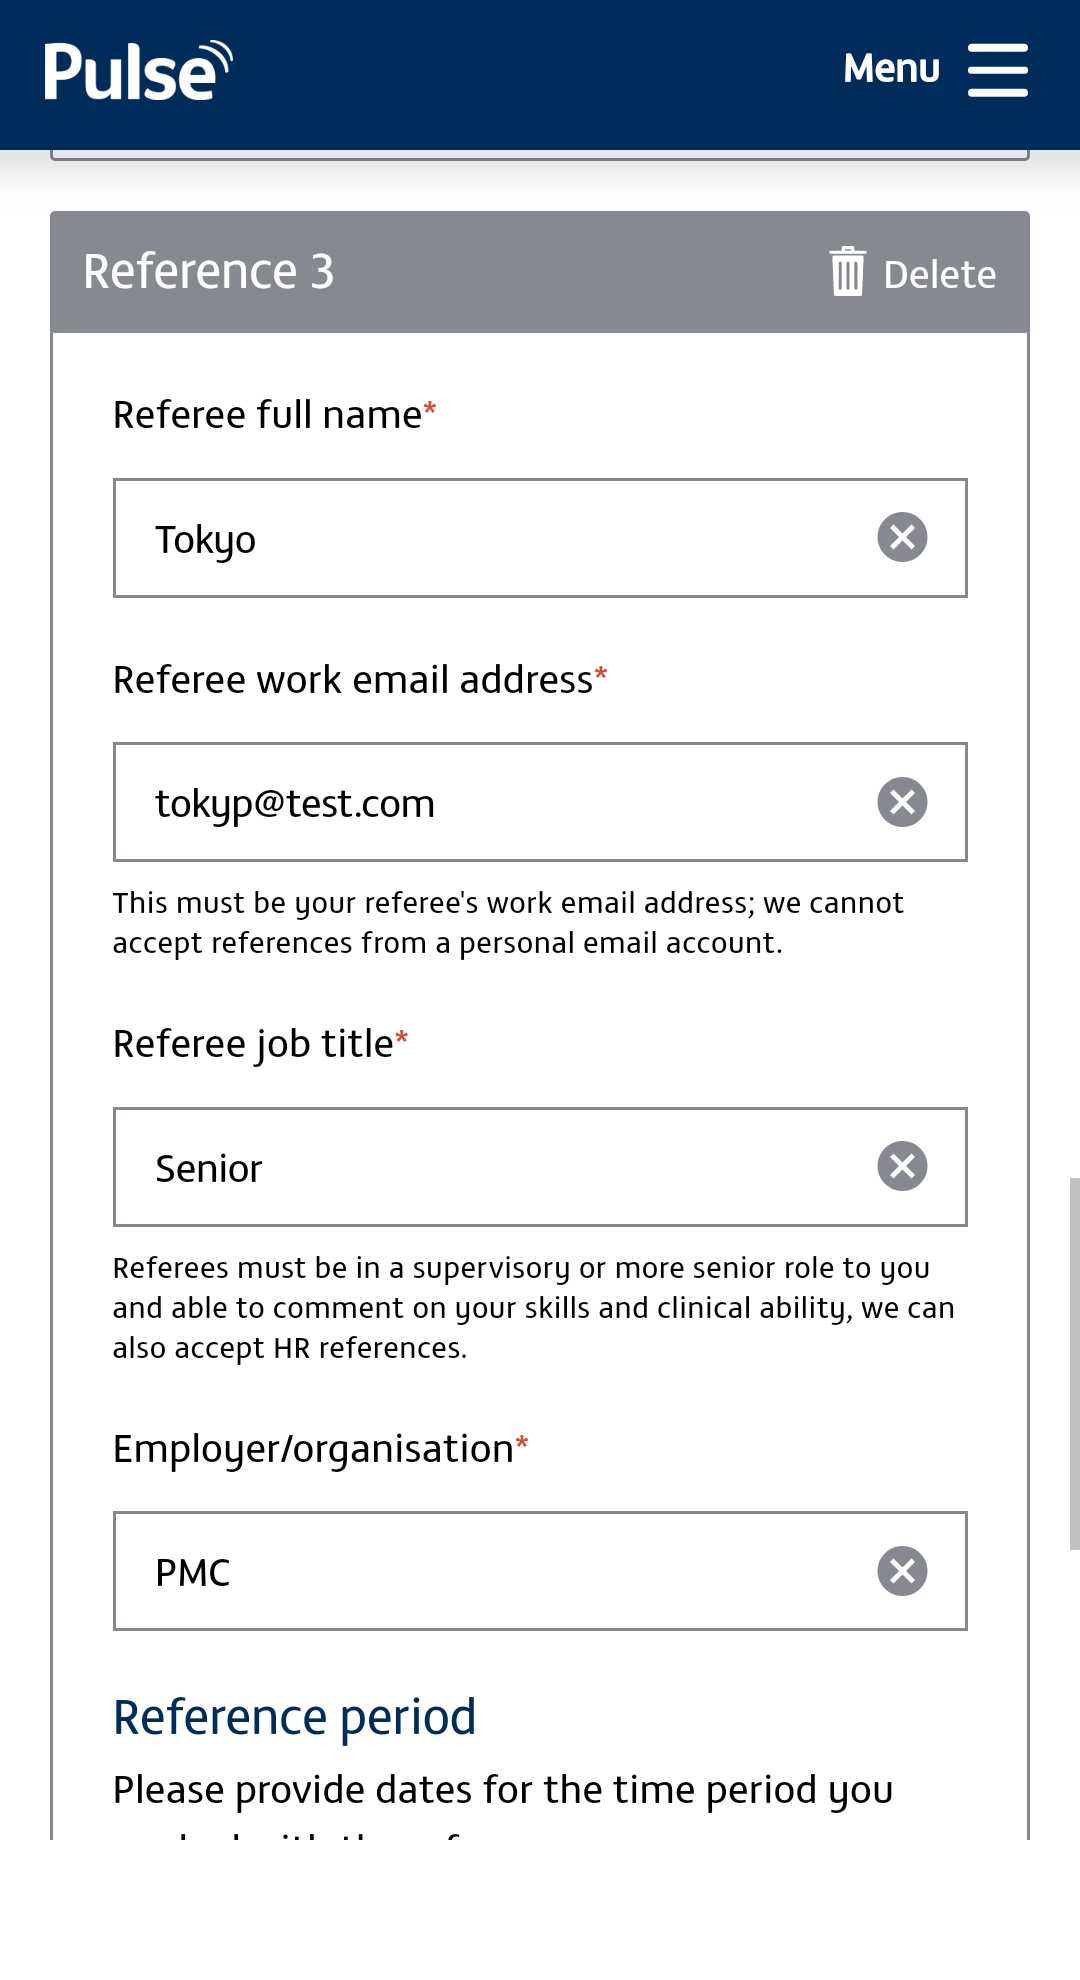 Pulse
Menu
Reference 3
Delete
Referee full name*
Tokyo
Referee work email address*
tokyp@test.com
This must be your referee's work email address; we cannot
accept references from a personal email account.
Referee job title*
Senior
Referees must be in a supervisory or more senior role to you
and able to comment on your skills and clinical ability, we can
also accept HR references.
Employer/organisation*
PMC
Reference period
Please provide dates for the time period you